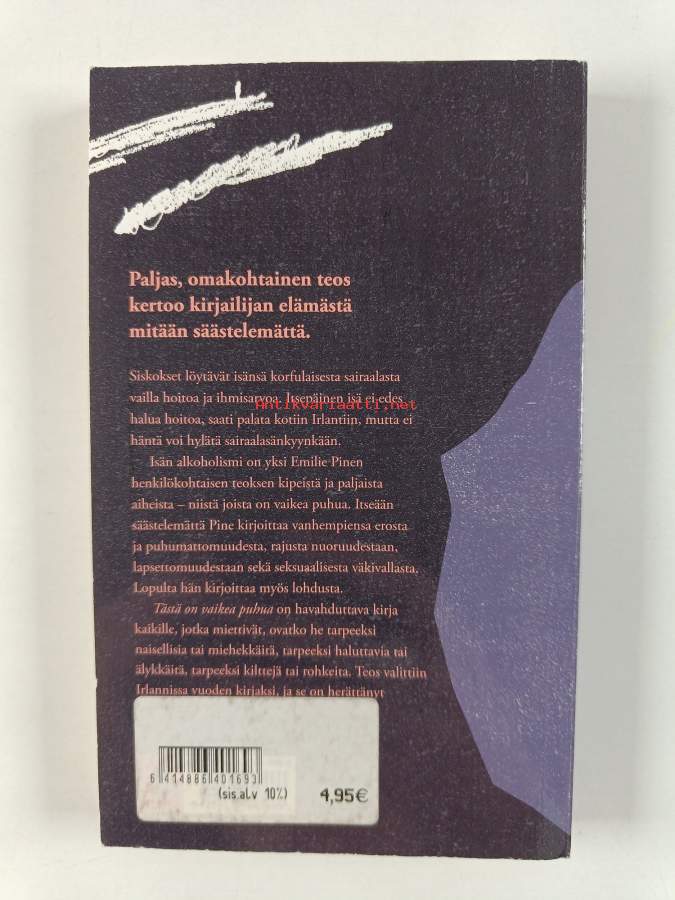 Paljas, omakohtainen teos
kertoo kirjailijan elämästä
mitään säästelemättä.
Siskokset löytävät isänsä korfulaisesta sairaalasta
vailla hoitoa ja ihmisarvoa. Itsepäinen isä ei edes
halua hoitoa, saati palata kotiin Irlantiin, mutta ei
häntä voi hylätä sairaalasänkyynkään.
Isän alkoholismi on yksi Emilie Pinen
henkilökohtaisen teoksen kipeistä ja paljaista
aiheista – niistä joista on vaikea puhua. Itseään
säästelemättä Pine kirjoittaa vanhempiensa erosta
ja puhumattomuudesta, rajusta nuoruudestaan,
lapsettomuudestaan sekä seksuaalisesta väkivallasta.
Lopulta hän kirjoittaa myös lohdusta.
Tästä on vaikea puhua on havahduttava kirja
kaikille, jotka miettivät, ovatko he tarpeeksi
naisellisia tai miehekkäitä, tarpeeksi haluttavia tai
älykkäitä, tarpeeksi kilttejä tai rohkeita. Teos valittiin
Irlannissa vuoden kirjaksi, ja se on herättänyt
6 414886 401693
(sis.alv 10%)
4,95€
Antikvariaatti.net